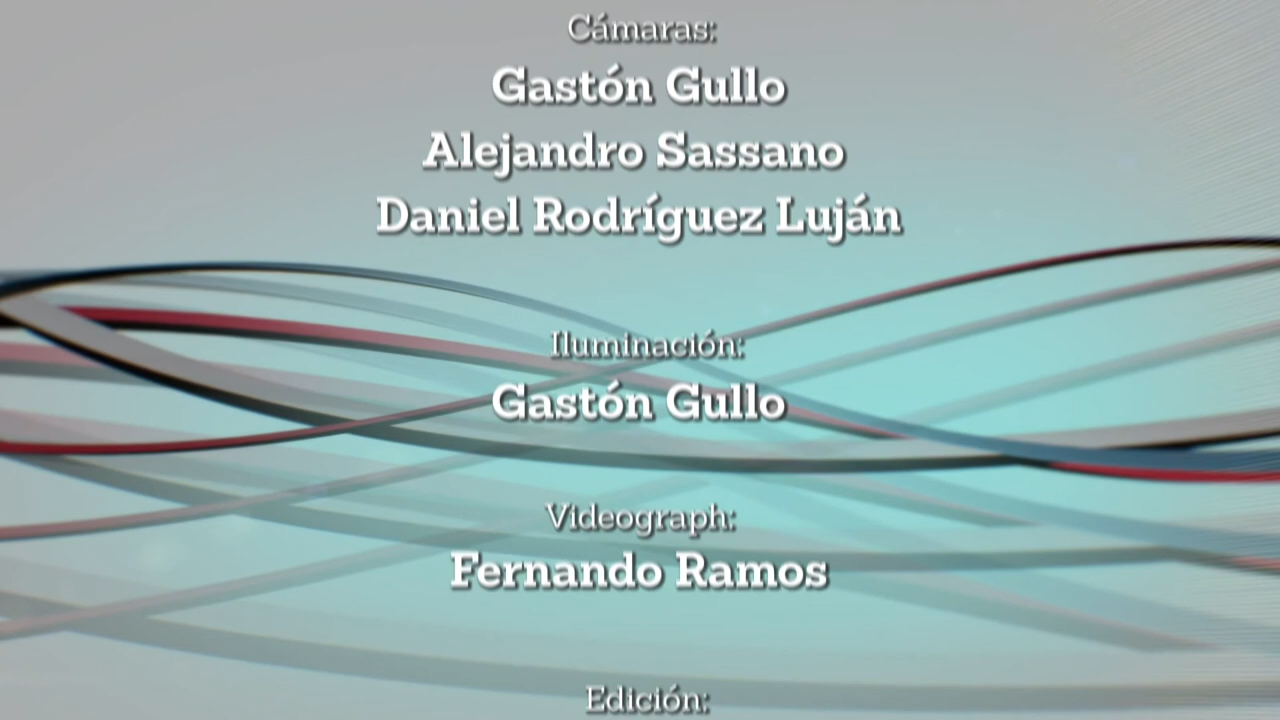 Cámaras:
Gastón Gullo
Alejandro Sassano
Daniel Rodríguez Luján
Iluminación:
Gastón Gullo
Videograph:
Fernando Ramos
Edición: